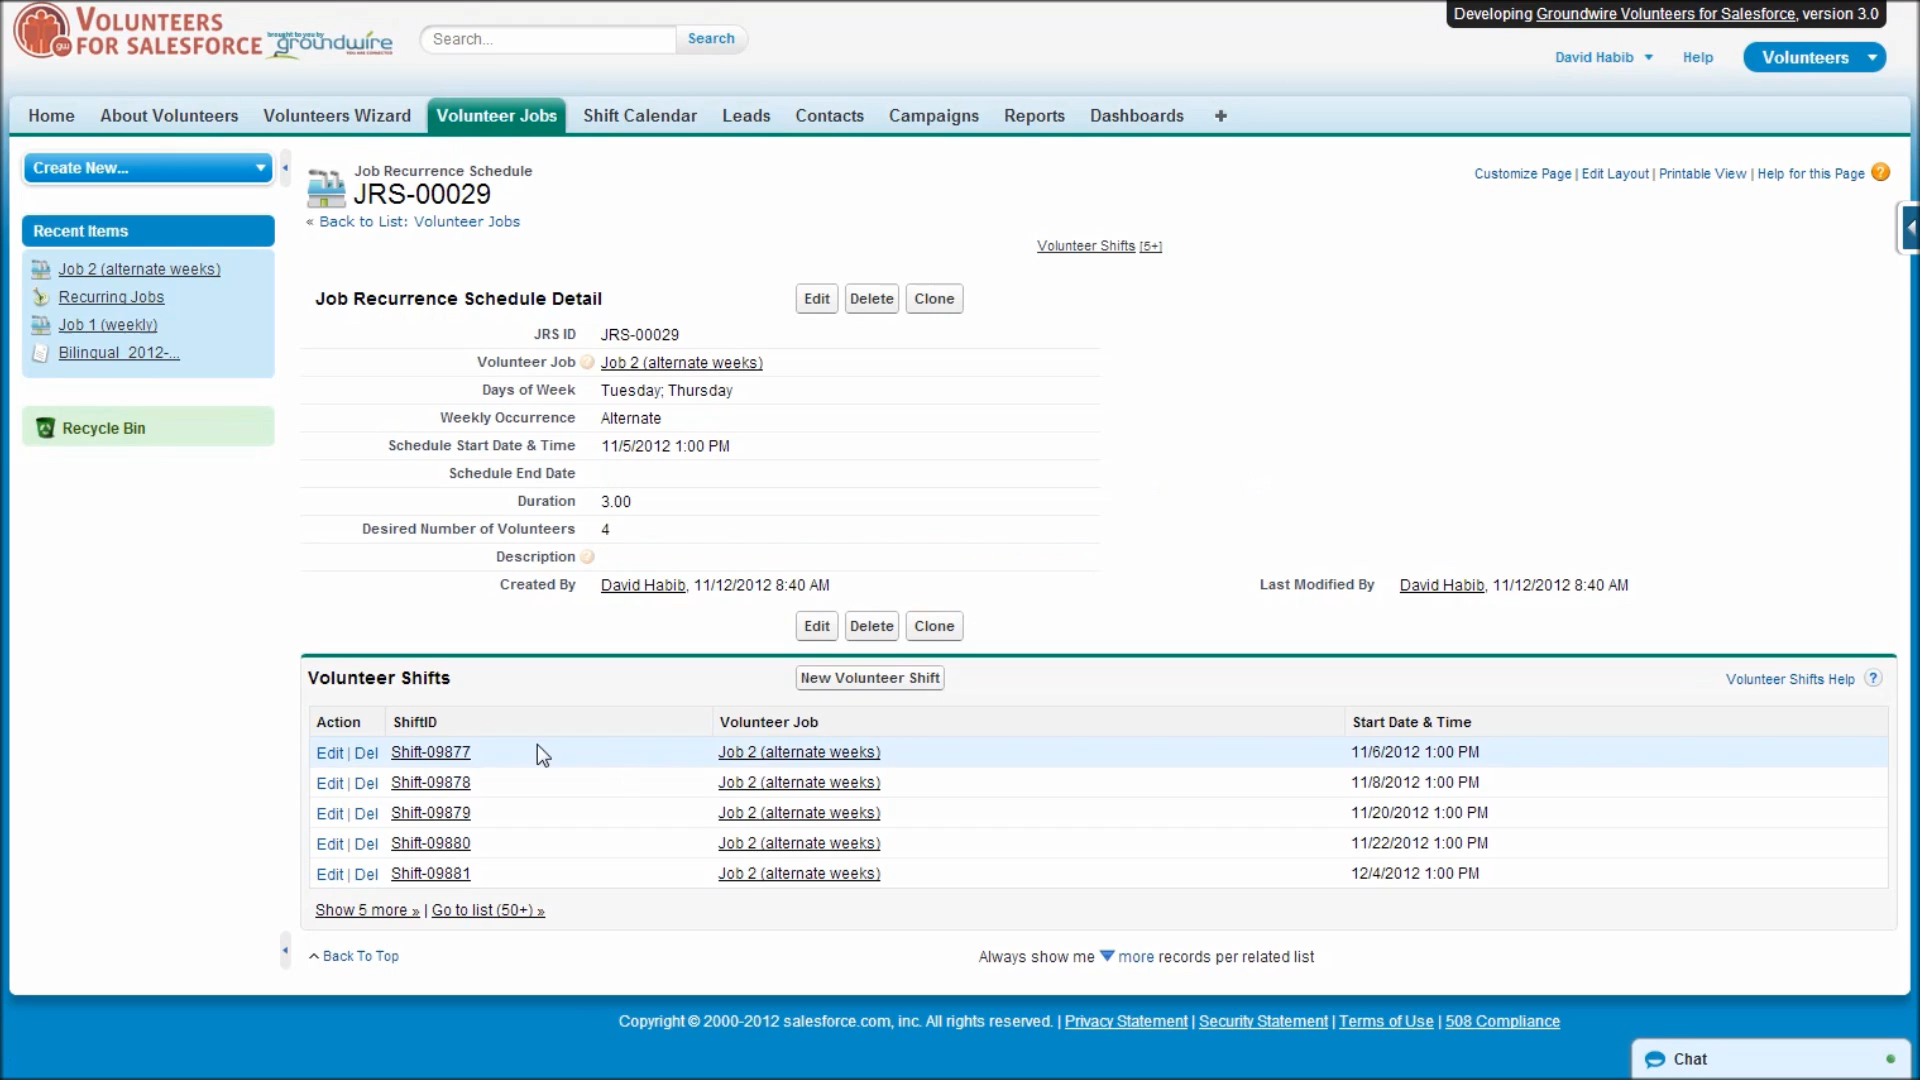 Developing Groundwire Volunteers for Salesforce, version 3.0
VOLUNTEERS
FOR SALESFORCE
brought to you by
groundwire
YOU ARE CONNECTED
Search...
Search
David Habib
Help
Volunteers
Home
About Volunteers
Volunteers Wizard
Volunteer Jobs
Shift Calendar
Leads
Contacts
Campaigns
Reports
Dashboards
+
Create New...
Recent Items
Job 2 (alternate weeks)
Recurring Jobs
Job 1 (weekly)
Bilingual_2012-...
Recycle Bin
Job Recurrence Schedule
JRS-00029
« Back to List: Volunteer Jobs
Customize Page | Edit Layout | Printable View | Help for this Page ?
Volunteer Shifts [5+]
Job Recurrence Schedule Detail
Edit Delete Clone
JRS ID JRS-00029
Volunteer Job Job 2 (alternate weeks)
Days of Week Tuesday; Thursday
Weekly Occurrence Alternate
Schedule Start Date & Time 11/5/2012 1:00 PM
Schedule End Date
Duration 3.00
Desired Number of Volunteers 4
Description
Created By David Habib, 11/12/2012 8:40 AM
Last Modified By David Habib, 11/12/2012 8:40 AM
Edit Delete Clone
Volunteer Shifts
New Volunteer Shift
Volunteer Shifts Help ?
Action ShiftID Volunteer Job Start Date & Time
Edit | Del Shift-09877 Job 2 (alternate weeks) 11/6/2012 1:00 PM
Edit | Del Shift-09878 Job 2 (alternate weeks) 11/8/2012 1:00 PM
Edit | Del Shift-09879 Job 2 (alternate weeks) 11/20/2012 1:00 PM
Edit | Del Shift-09880 Job 2 (alternate weeks) 11/22/2012 1:00 PM
Edit | Del Shift-09881 Job 2 (alternate weeks) 12/4/2012 1:00 PM
Show 5 more » | Go to list (50+) »
Back To Top
Always show me more records per related list
Copyright © 2000-2012 salesforce.com, inc. All rights reserved. | Privacy Statement | Security Statement | Terms of Use | 508 Compliance
Chat